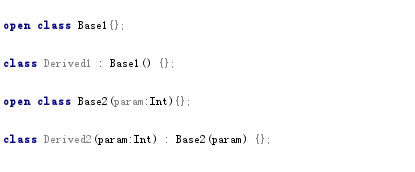 open class Base1{};
class Derived1 : Base1() {};
open class Base2(param:Int){};
class Derived2(param:Int) : Base2(param) {};